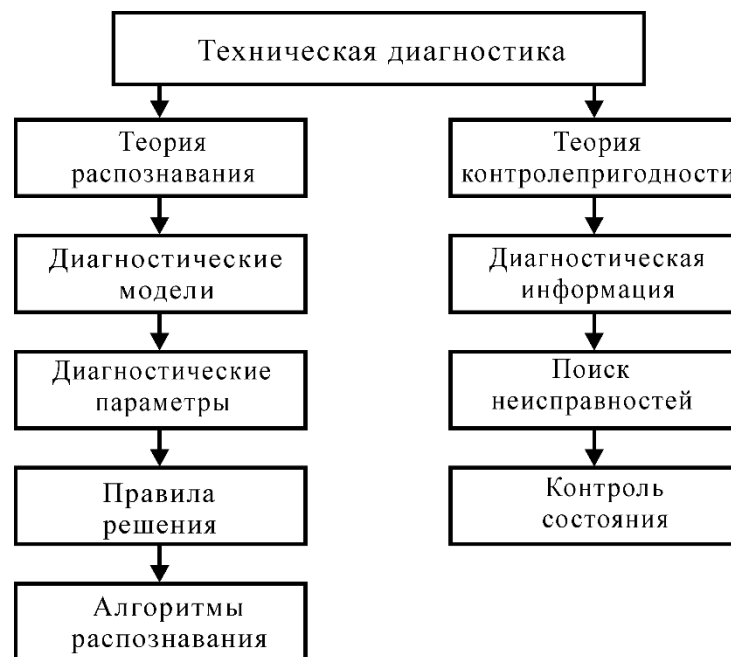 Техническая диагностика
Теория
распознавания
Диагностические
модели
Диагностические
параметры
Правила
решения
Алгоритмы
распознавания
Теория
контролепригодности
Диагностическая
информация
Поиск
неисправностей
Контроль
состояния